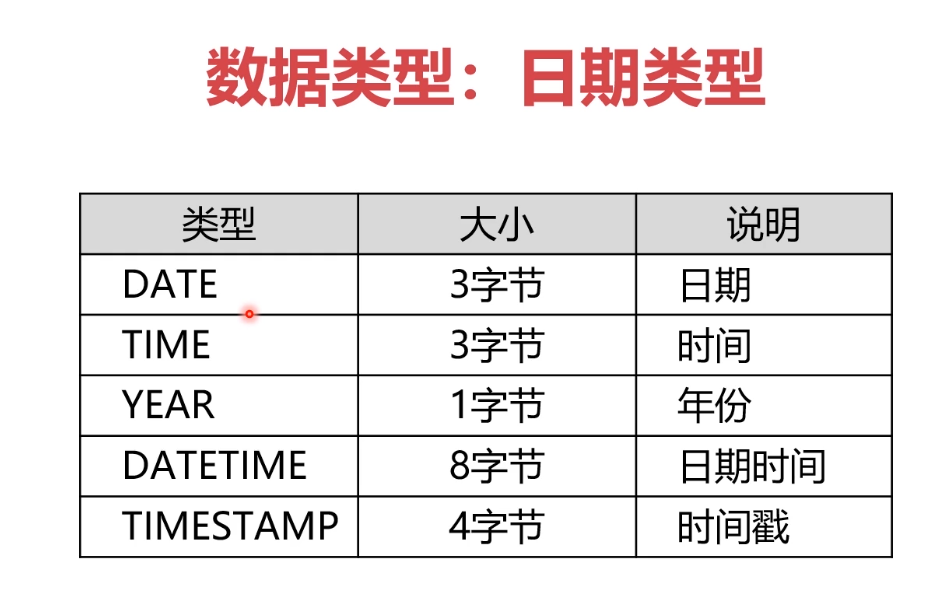 数据类型：日期类型
类型 大小 说明
DATE 3字节 日期
TIME 3字节 时间
YEAR 1字节 年份
DATETIME 8字节 日期时间
TIMESTAMP 4字节 时间戳